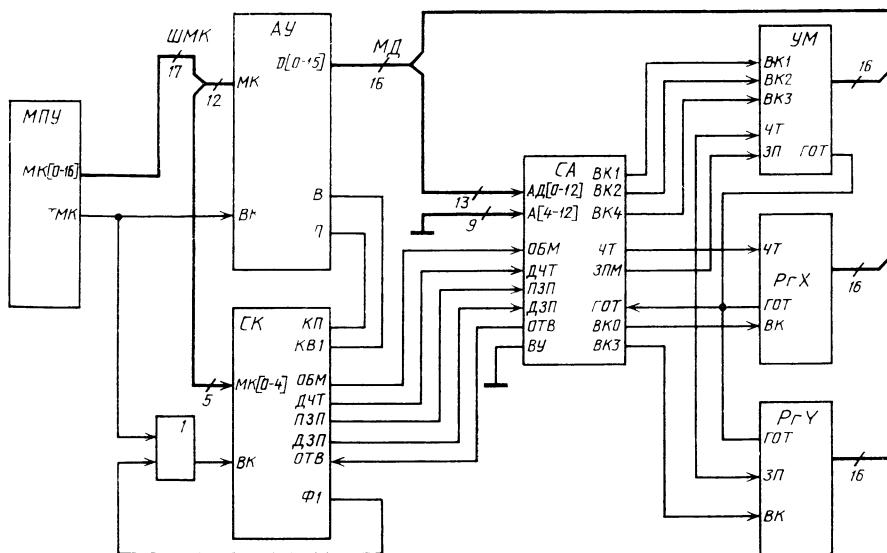 МПУ
МК[0-16]
ТМК
ШМК
17
12
АУ
D[0-15]
МК
В
П
ВК
МД
16
СК
КП
КВ1
МК[0-4]
5
ОБМ
ДЧТ
ПЗП
ДЗП
ОТВ
ВК
Ф1
1
СА
АД[0-12]
13
А[4-12]
9
ОБМ
ДЧТ
ПЗП
ДЗП
ОТВ
ВУ
ВК1
ВК2
ВК4
ЧТ
ЗПМ
ГОТ
ВК0
ВК3
УМ
ВК1
ВК2
ВК3
ЧТ
ЗП
ГОТ
16
ЧТ
РгХ
ГОТ
ВК
16
РгY
ГОТ
ЗП
ВК
16